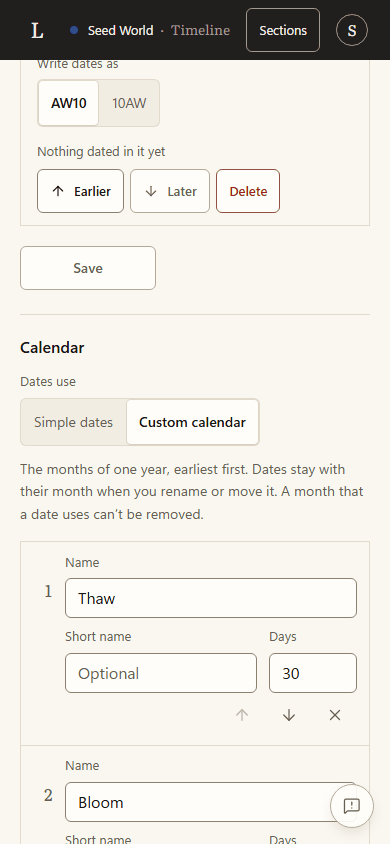 L
Seed World · Timeline
Sections
S
Write dates as
AW10
10AW
Nothing dated in it yet
Earlier
Later
Delete
Save
Calendar
Dates use
Simple dates
Custom calendar
The months of one year, earliest first. Dates stay with
their month when you rename or move it. A month that
a date uses can't be removed.
Name
1
Thaw
Short name
Days
Optional
30
Name
2
Bloom
Short name
Days